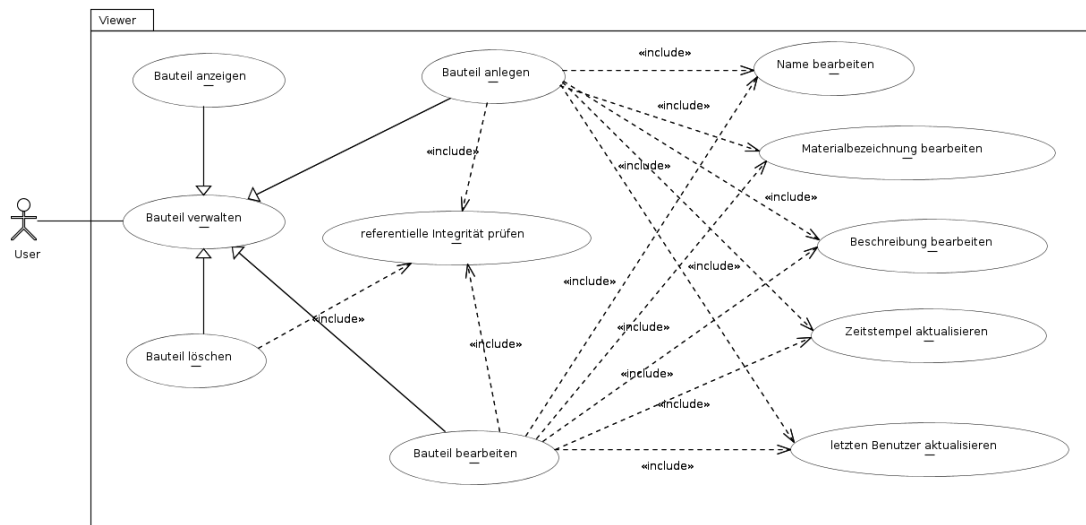 Viewer
Bauteil anzeigen
Bauteil anlegen
«include»
Name bearbeiten
«include»
Materialbezeichnung bearbeiten
«include»
«include»
«include»
Bauteil verwalten
referentielle Integrität prüfen
«include»
Beschreibung bearbeiten
User
«include»
«include»
«include»
Zeitstempel aktualisieren
«include»
Bauteil löschen
«include»
«include»
«include»
Bauteil bearbeiten
letzten Benutzer aktualisieren
«include»